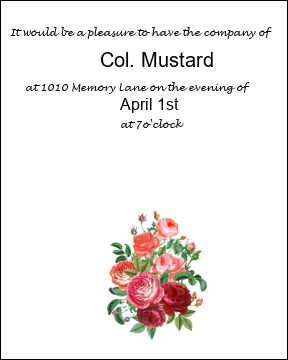 It would be a pleasure to have the company of
Col. Mustard
at 1010 Memory Lane on the evening of
April 1st
at 7o'clock